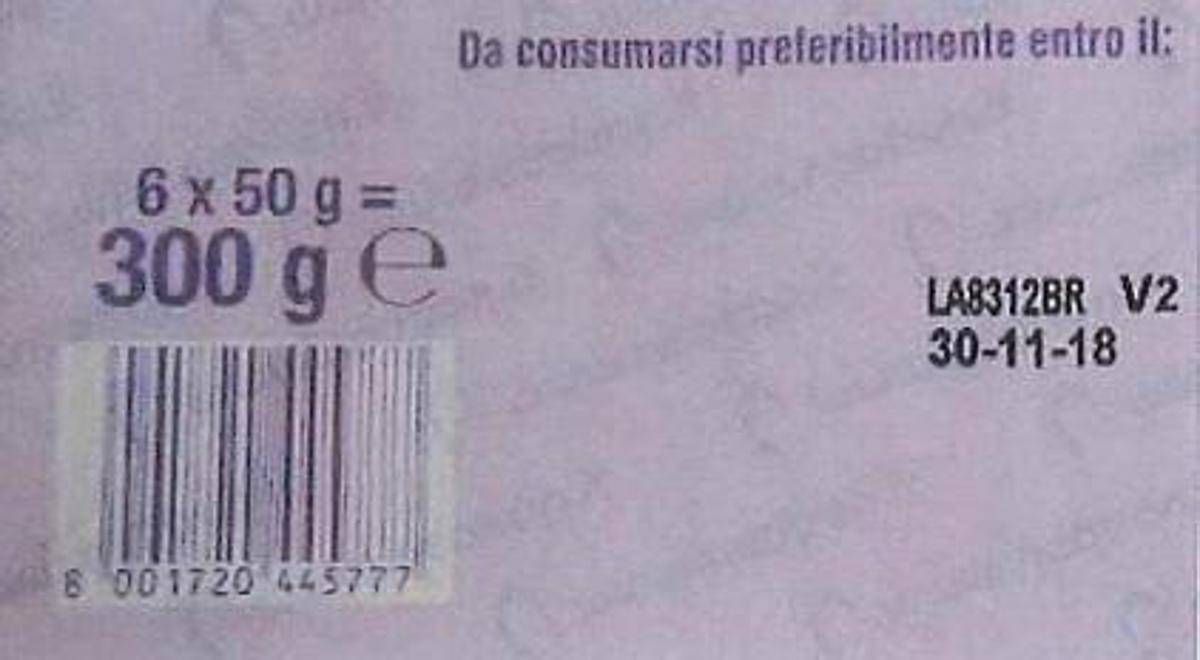 Da consumarsi preferibilmente entro il:
6 x 50 g =
300 g ℮
LA8312BR V2
30-11-18
8 001720 445777